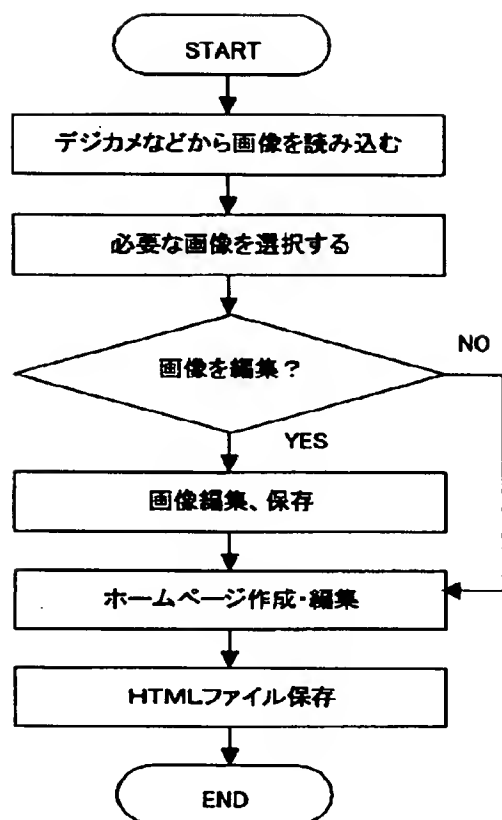 START
デジカメなどから画像を読み込む
必要な画像を選択する
画像を編集？
NO
YES
画像編集、保存
ホームページ作成・編集
HTMLファイル保存
END